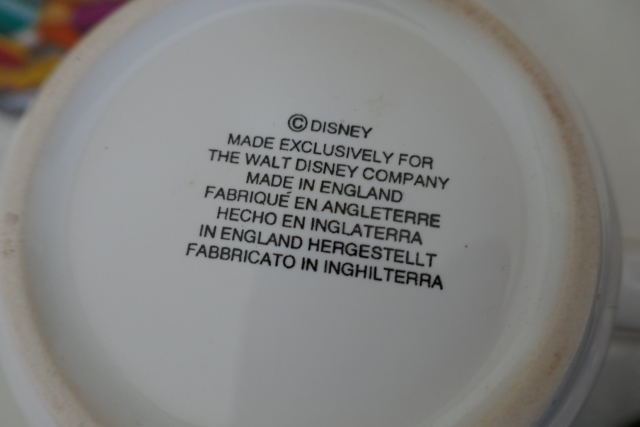 © DISNEY
MADE EXCLUSIVELY FOR
THE WALT DISNEY COMPANY
MADE IN ENGLAND
FABRIQUÉ EN ANGLETERRE
HECHO EN INGLATERRA
IN ENGLAND HERGESTELLT
FABBRICATO IN INGHILTERRA